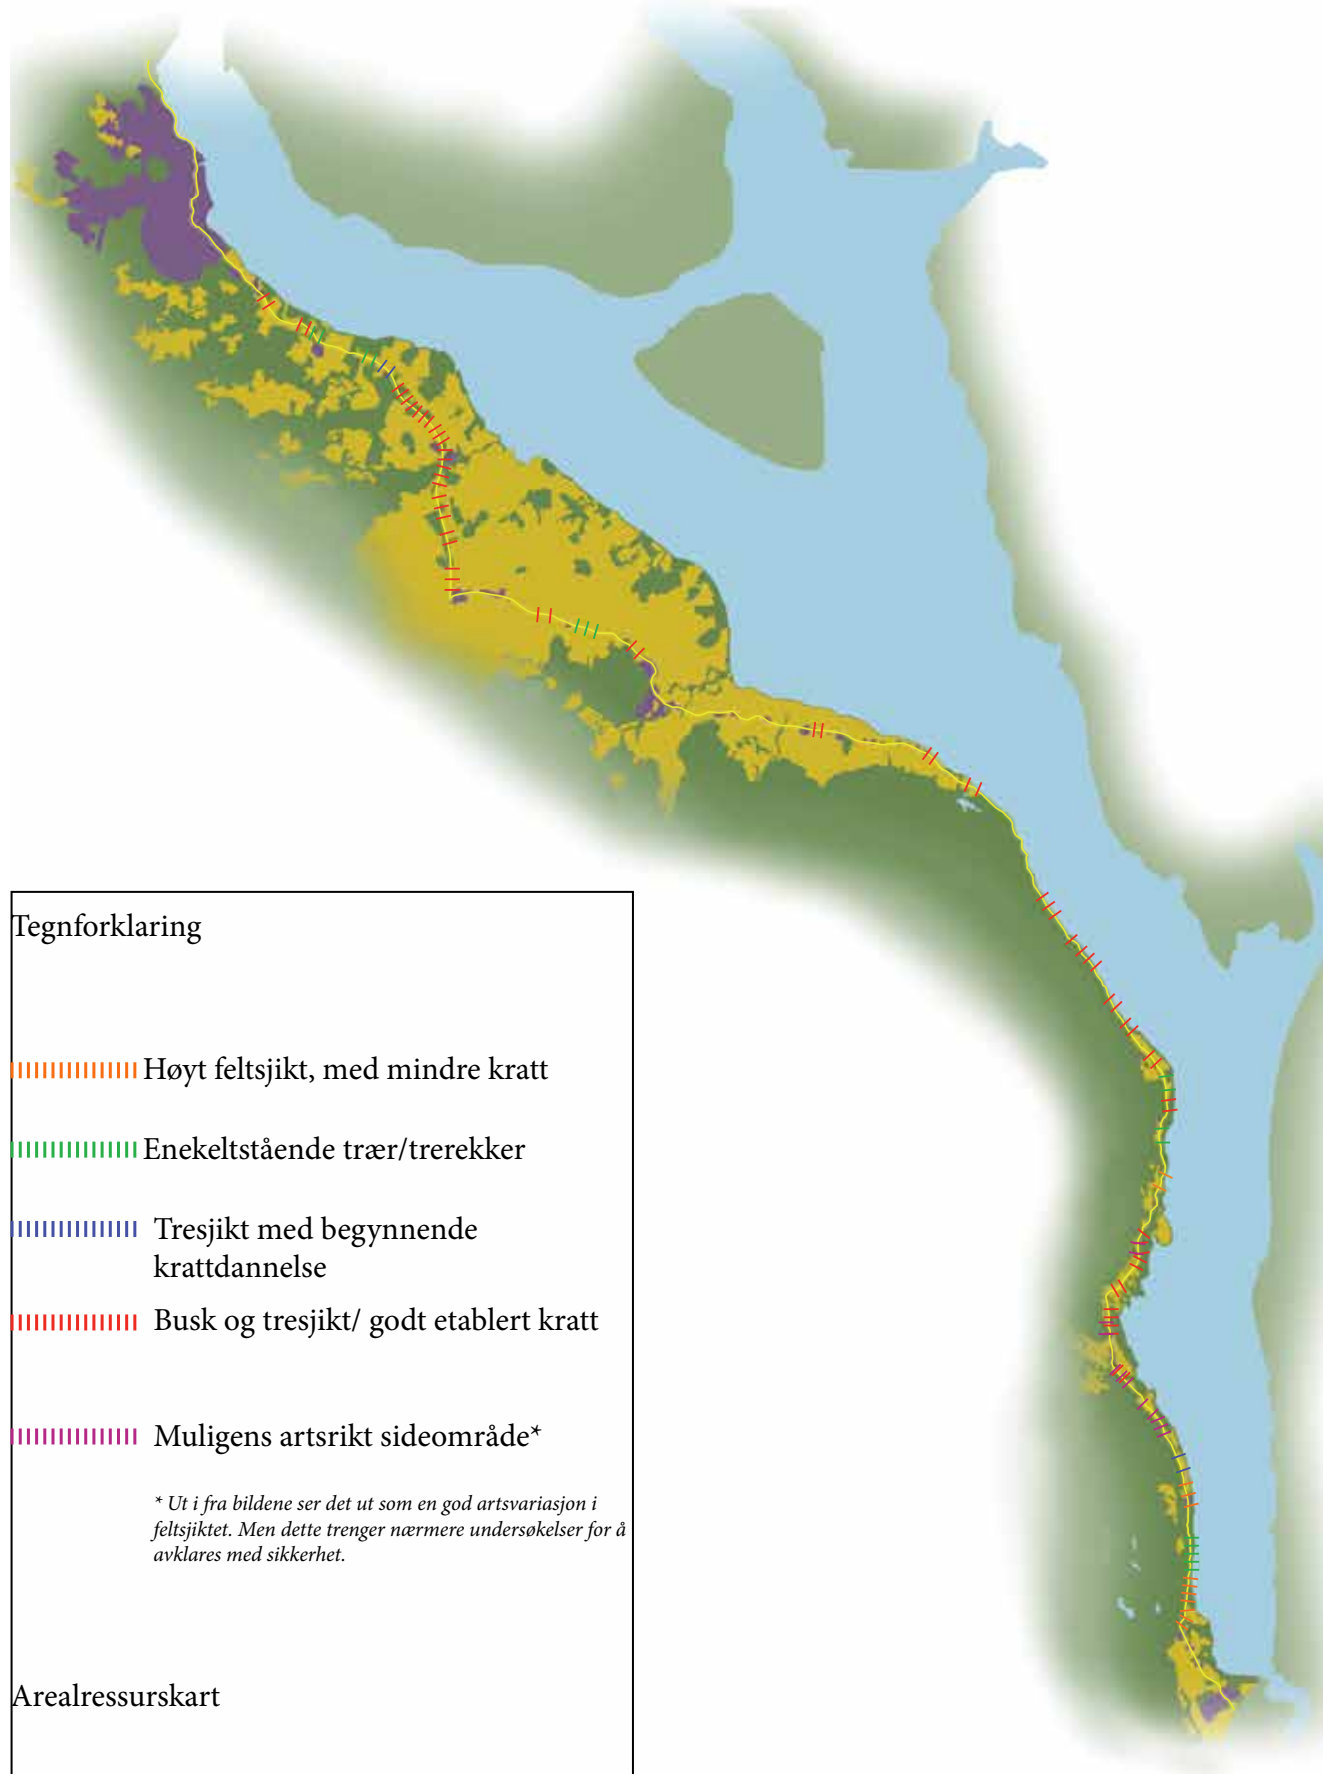 Tegnforklaring
Høyt feltsjikt, med mindre kratt
Enekeltstående trær/trerekker
Tresjikt med begynnende
krattdannelse
Busk og tresjikt/ godt etablert kratt
Muligens artsrikt sideområde*
* Ut i fra bildene ser det ut som en god artsvariasjon i
feltsjiktet. Men dette trenger nærmere undersøkelser for å
avklares med sikkerhet.
Arealressurskart